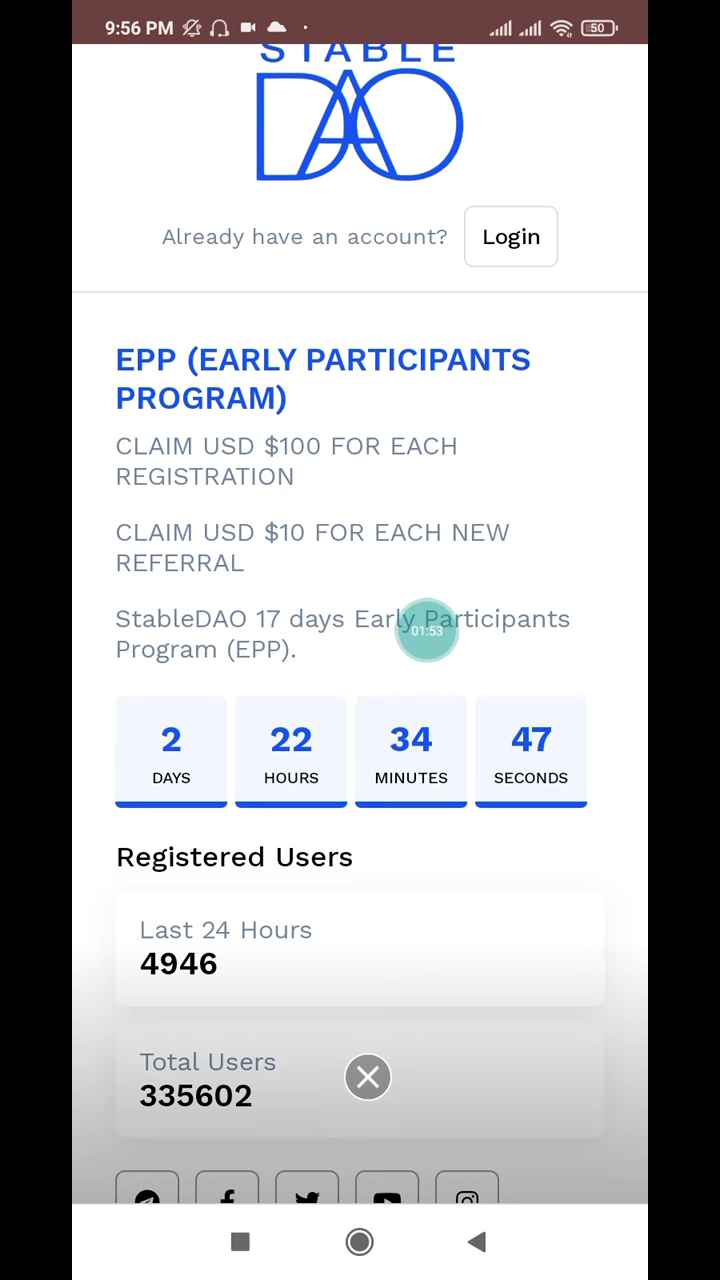 9:56 PM
50
STABLE
DAO
Already have an account?
Login
EPP (EARLY PARTICIPANTS
PROGRAM)
CLAIM USD $100 FOR EACH
REGISTRATION
CLAIM USD $10 FOR EACH NEW
REFERRAL
StableDAO 17 days Early Participants
Program (EPP).
01:53
2 22 34 47
DAYS HOURS MINUTES SECONDS
Registered Users
Last 24 Hours
4946
Total Users
335602